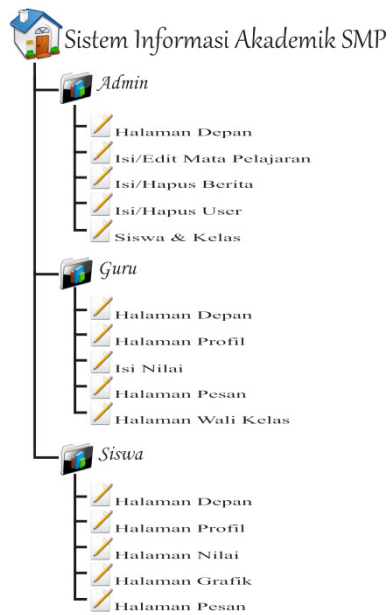 Sistem Informasi Akademik SMP
Admin
Halaman Depan
Isi/Edit Mata Pelajaran
Isi/Hapus Berita
Isi/Hapus User
Siswa & Kelas
Guru
Halaman Depan
Halaman Profil
Isi Nilai
Halaman Pesan
Halaman Wali Kelas
Siswa
Halaman Depan
Halaman Profil
Halaman Nilai
Halaman Grafik
Halaman Pesan